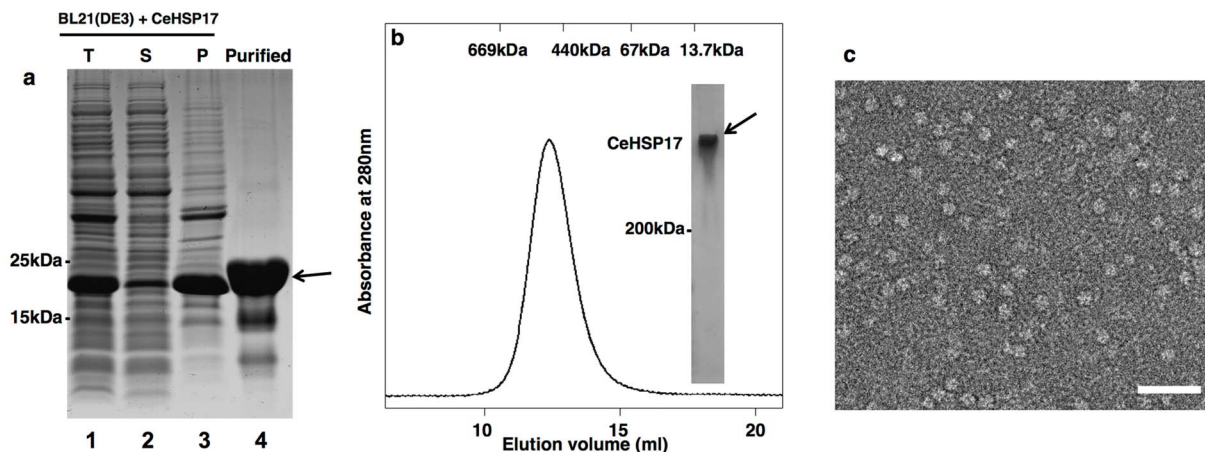 BL21(DE3) + CeHSP17
T S P Purified
a
25kDa
15kDa
1 2 3 4
b
669kDa 440kDa 67kDa 13.7kDa
CeHSP17
200kDa
Absorbance at 280nm
10 15 20
Elution volume (ml)
c